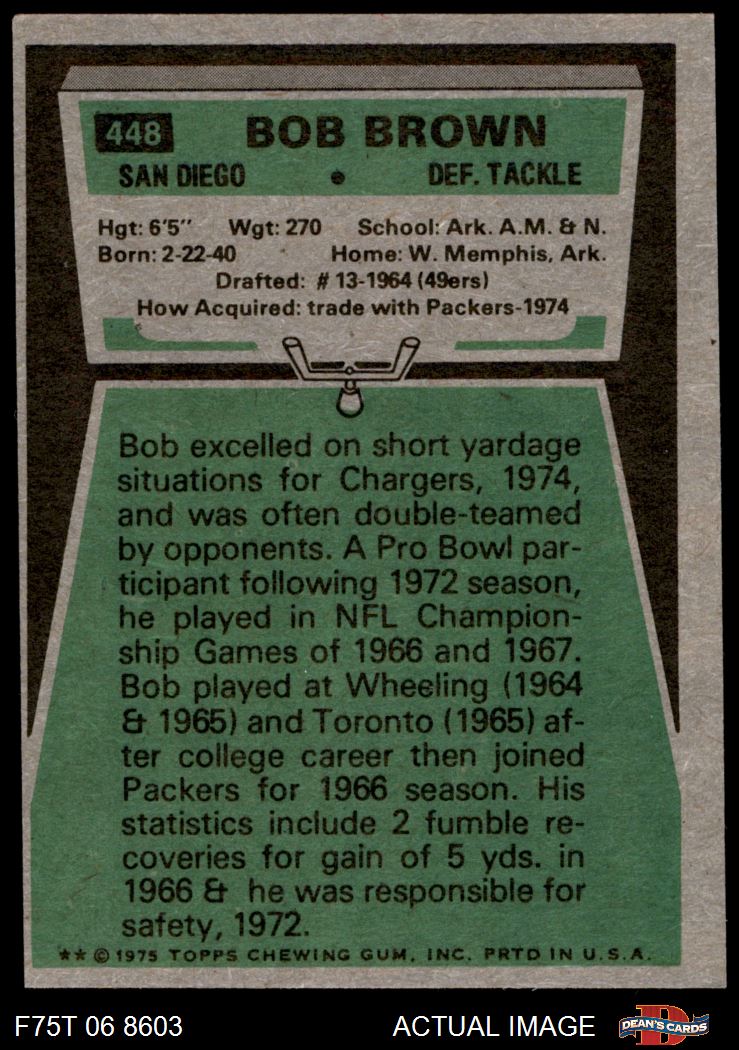 448 BOB BROWN
SAN DIEGO • DEF. TACKLE
Hgt: 6'5" Wgt: 270 School: Ark. A.M. & N.
Born: 2-22-40 Home: W. Memphis, Ark.
Drafted: # 13-1964 (49ers)
How Acquired: trade with Packers-1974
Bob excelled on short yardage
situations for Chargers, 1974,
and was often double-teamed
by opponents. A Pro Bowl par-
ticipant following 1972 season,
he played in NFL Champion-
ship Games of 1966 and 1967.
Bob played at Wheeling (1964
& 1965) and Toronto (1965) af-
ter college career then joined
Packers for 1966 season. His
statistics include 2 fumble re-
coveries for gain of 5 yds. in
1966 & he was responsible for
safety, 1972.
★★ © 1975 TOPPS CHEWING GUM, INC. PRTD IN U.S.A.
F75T 06 8603 ACTUAL IMAGE D DEAN'S CARDS